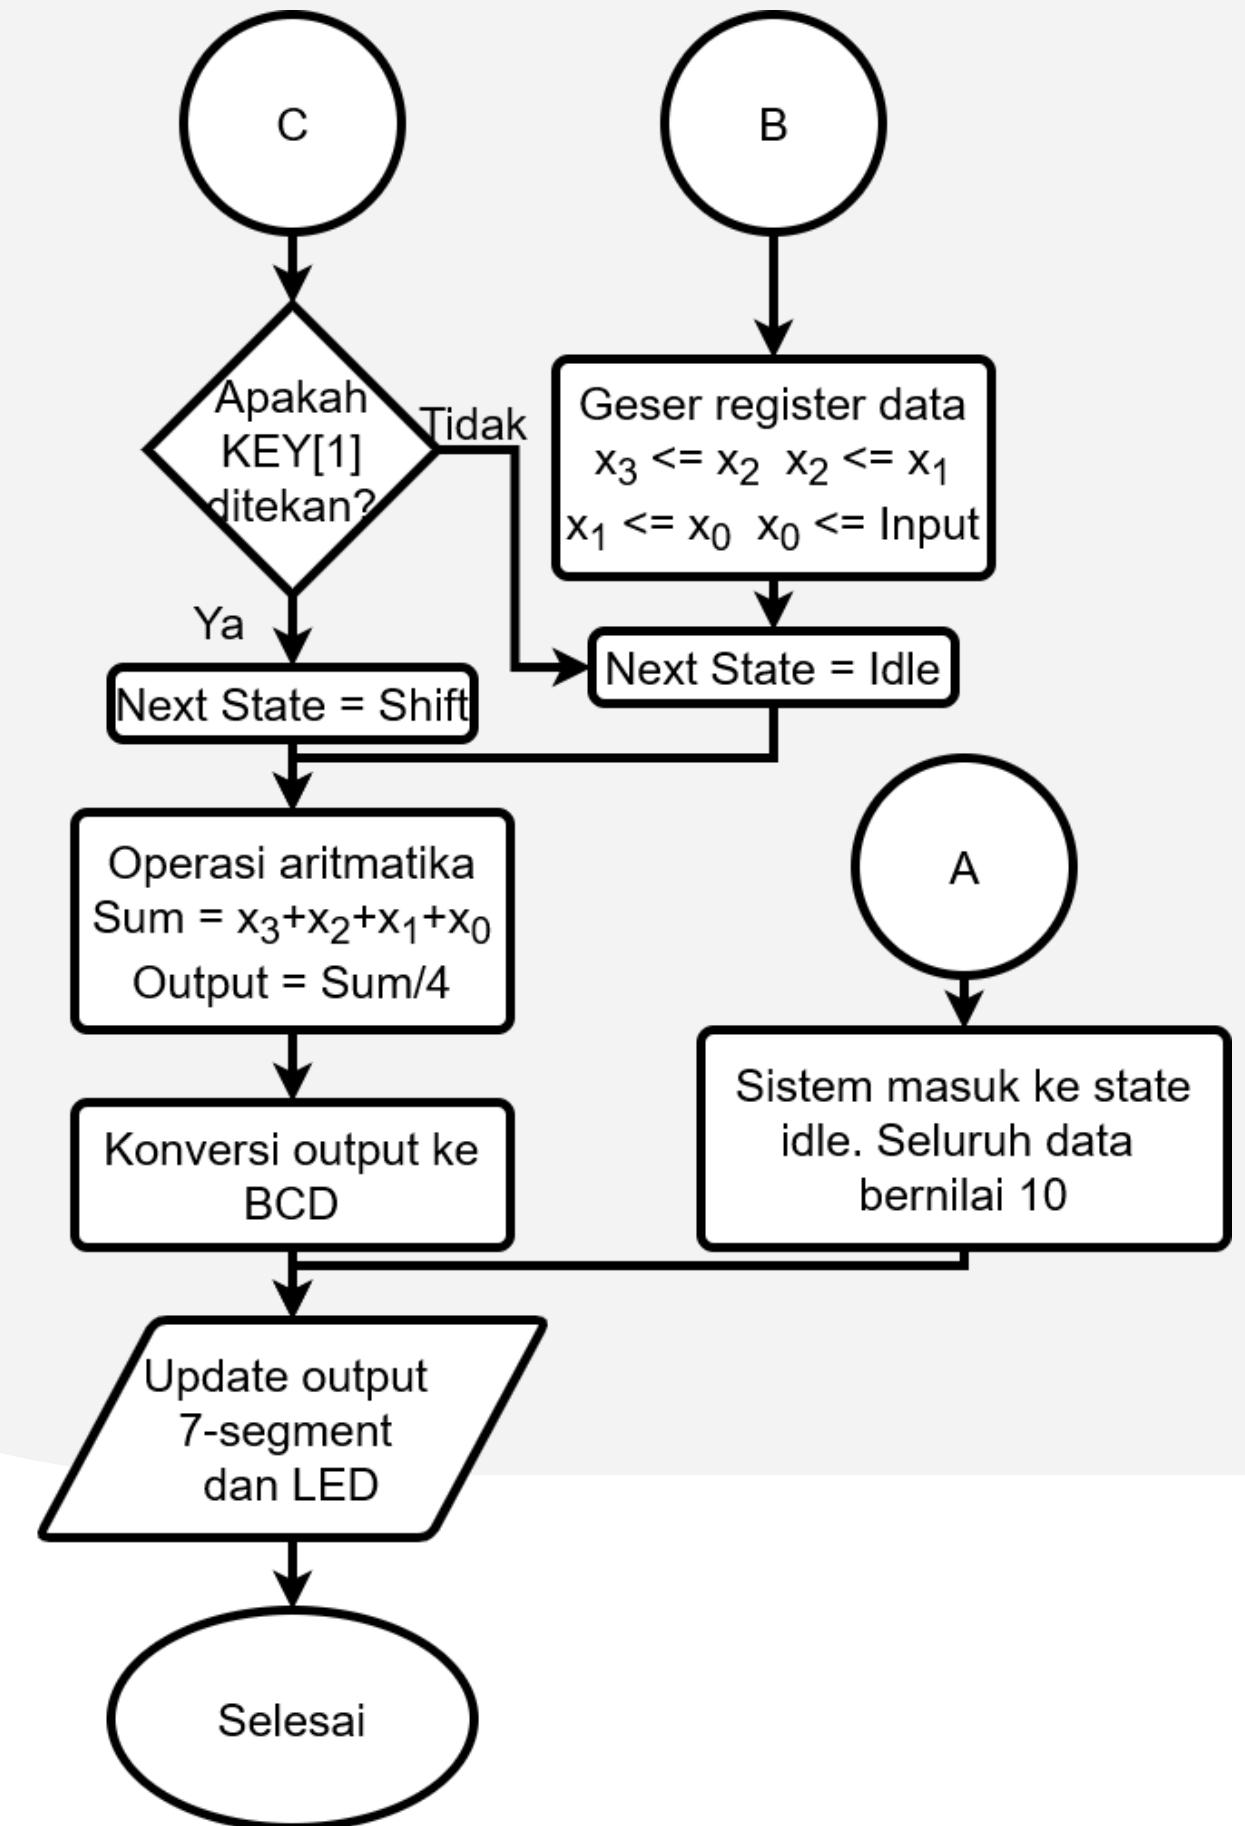 C
B
Apakah
KEY[1]
ditekan?
Tidak
Ya
Geser register data
x₃ <= x₂ x₂ <= x₁
x₁ <= x₀ x₀ <= Input
Next State = Idle
Next State = Shift
Operasi aritmatika
Sum = x₃+x₂+x₁+x₀
Output = Sum/4
A
Konversi output ke
BCD
Sistem masuk ke state
idle. Seluruh data
bernilai 10
Update output
7-segment
dan LED
Selesai